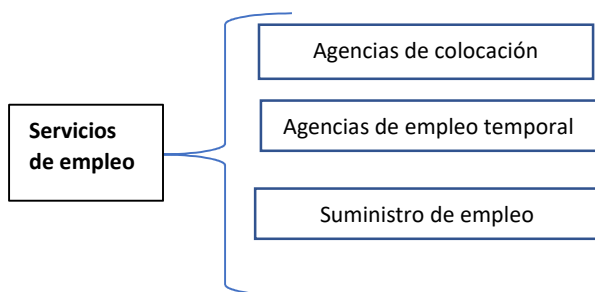 Servicios
de empleo
Agencias de colocación
Agencias de empleo temporal
Suministro de empleo